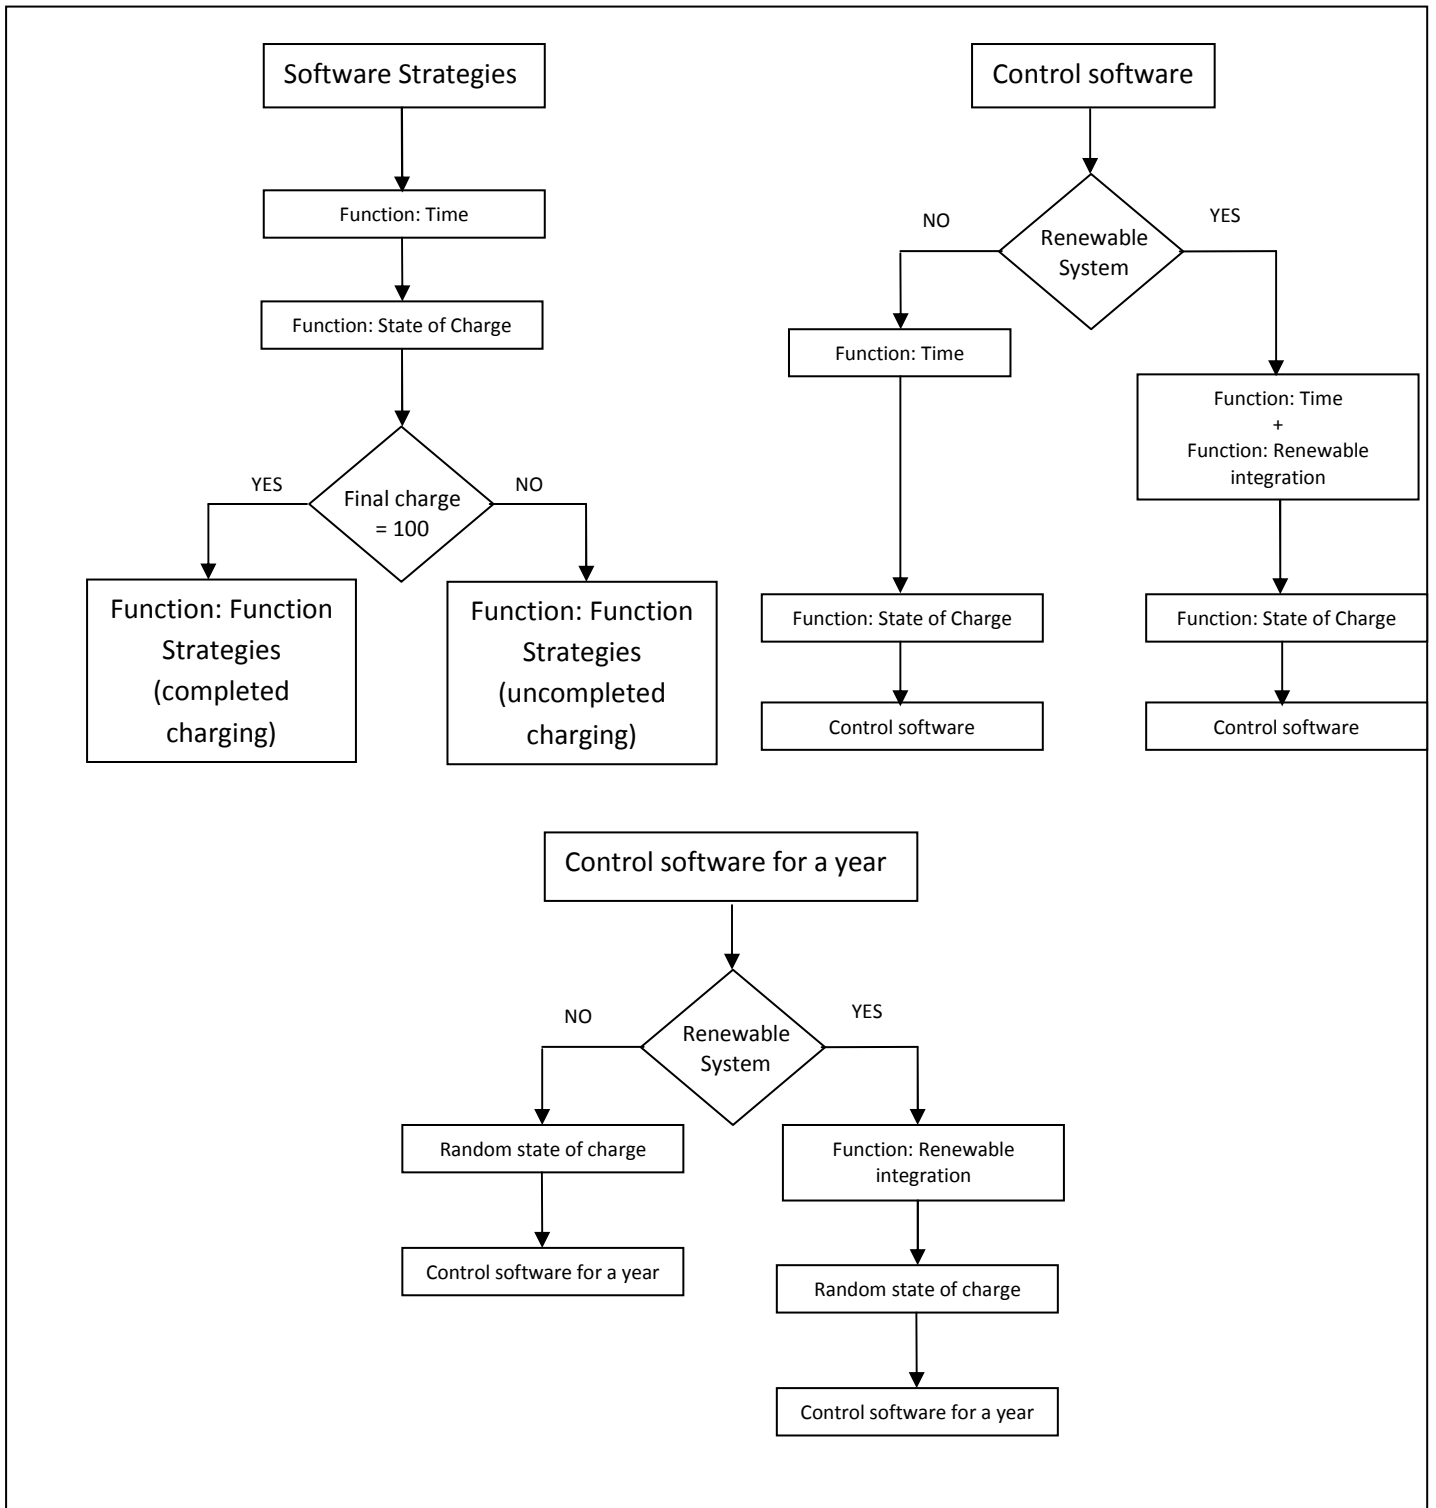 Software Strategies
Function: Time
Function: State of Charge
YES
NO
Final charge
= 100
Function: Function
Strategies
(completed
charging)
Function: Function
Strategies
(uncompleted
charging)
Control software
NO
YES
Renewable
System
Function: Time
Function: Time
+
Function: Renewable
integration
Function: State of Charge
Function: State of Charge
Control software
Control software
Control software for a year
NO
YES
Renewable
System
Random state of charge
Function: Renewable
integration
Control software for a year
Random state of charge
Control software for a year